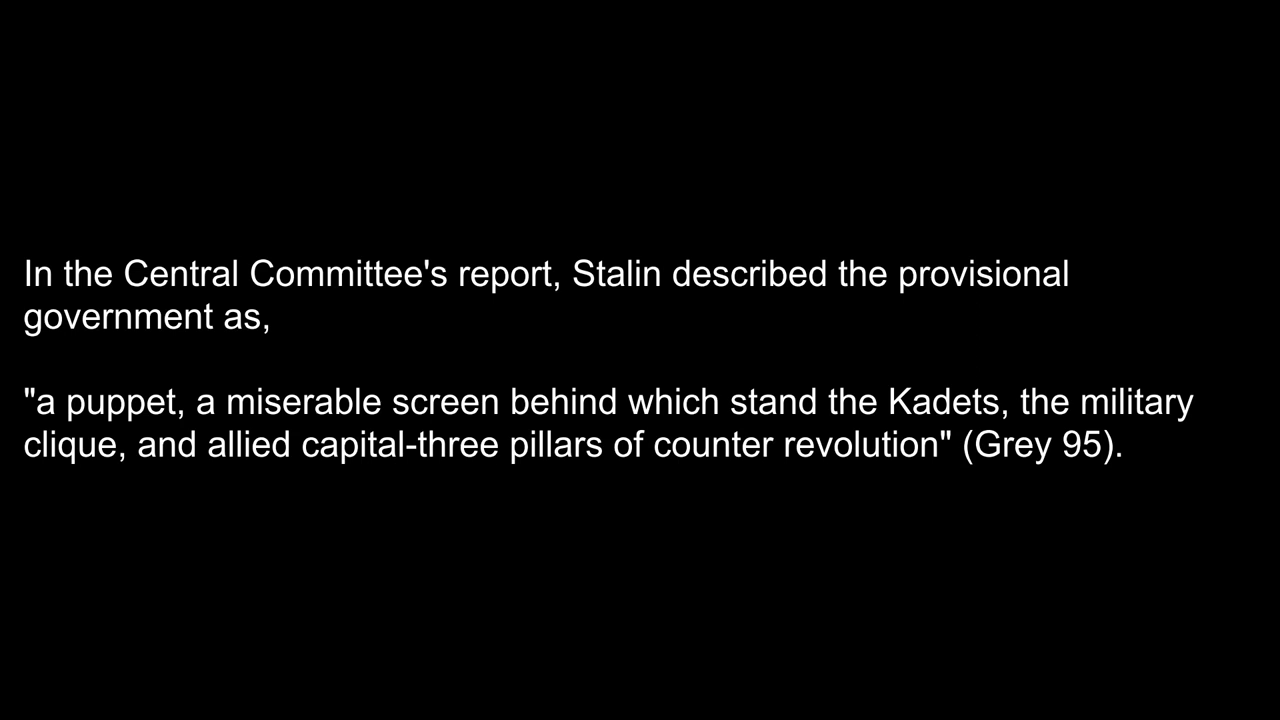 In the Central Committee's report, Stalin described the provisional
government as,
"a puppet, a miserable screen behind which stand the Kadets, the military
clique, and allied capital-three pillars of counter revolution" (Grey 95).